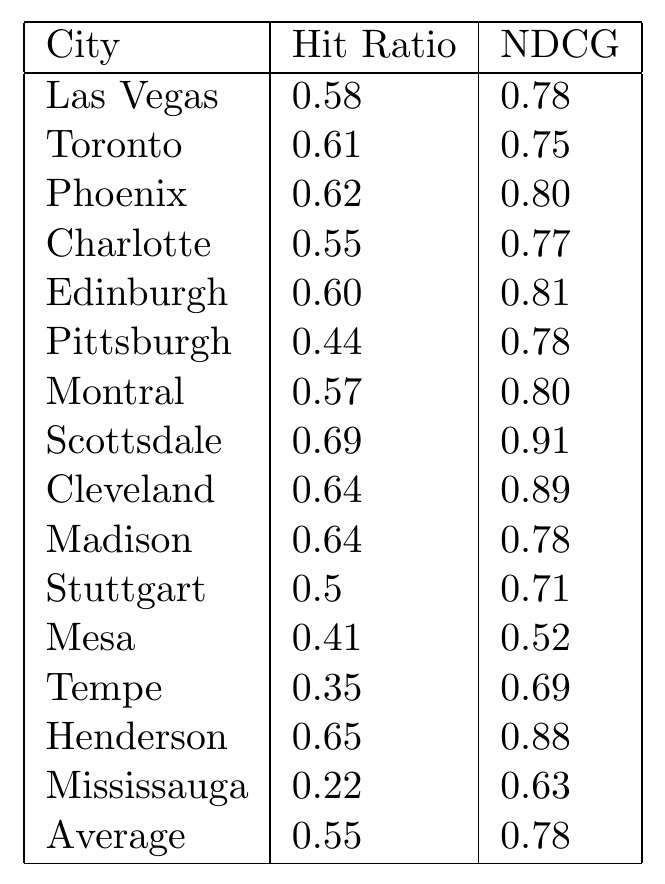 City Hit Ratio NDCG
Las Vegas 0.58 0.78
Toronto 0.61 0.75
Phoenix 0.62 0.80
Charlotte 0.55 0.77
Edinburgh 0.60 0.81
Pittsburgh 0.44 0.78
Montral 0.57 0.80
Scottsdale 0.69 0.91
Cleveland 0.64 0.89
Madison 0.64 0.78
Stuttgart 0.5 0.71
Mesa 0.41 0.52
Tempe 0.35 0.69
Henderson 0.65 0.88
Mississauga 0.22 0.63
Average 0.55 0.78